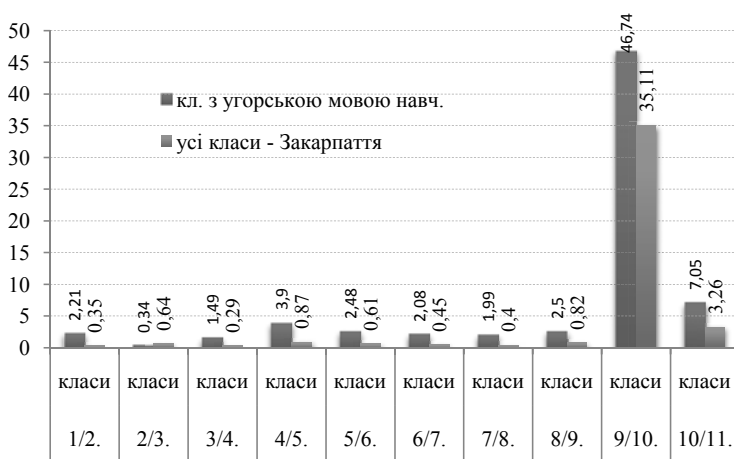 50
45
40
35
30
25
20
15
10
5
0
кл. з угорською мовою навч.
усі класи - Закарпаття
2,21 0,35 0,34 0,64 1,49 0,29 3,9 0,87 2,48 0,61 2,08 0,45 1,99 0,4 2,5 0,82 46,74 35,11 7,05 3,26
класи класи класи класи класи класи класи класи класи класи
1/2. 2/3. 3/4. 4/5. 5/6. 6/7. 7/8. 8/9. 9/10. 10/11.